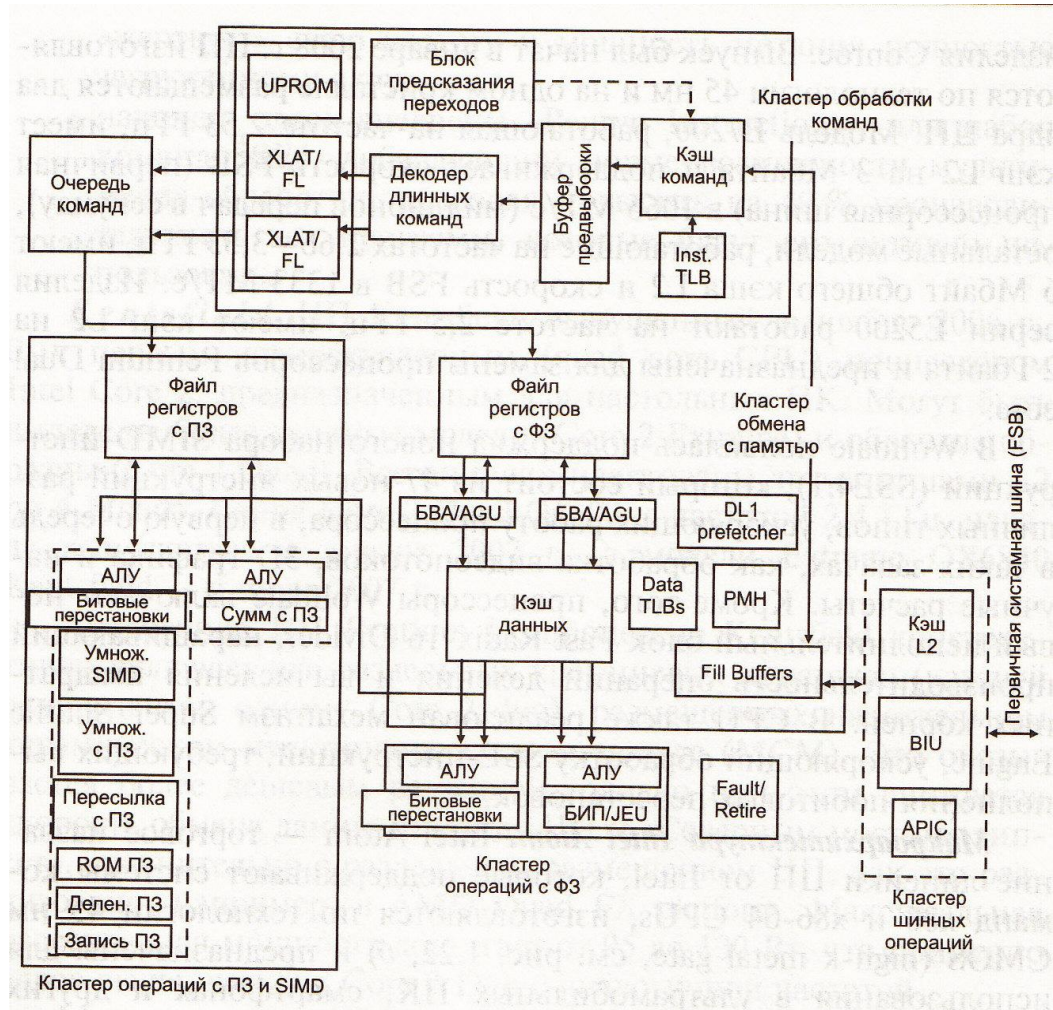 UPROM
Блок
предсказания
переходов
Кластер обработки
команд
Очередь
команд
XLAT/
FL
XLAT/
FL
Декодер
длинных
команд
Буфер
предвыборки
Кэш
команд
Inst.
TLB
Файл
регистров
с ПЗ
Файл
регистров
с ФЗ
Кластер
обмена
с памятью
БВА/AGU
БВА/AGU
DL1
prefetcher
АЛУ
Битовые
перестановки
АЛУ
Сумм с ПЗ
Умнож.
SIMD
Умнож.
с ПЗ
Пересылка
с ПЗ
ROM ПЗ
Делен. ПЗ
Запись ПЗ
Кластер операций с ПЗ и SIMD
Кэш
данных
Data
TLBs
PMH
Fill Buffers
АЛУ
Битовые
перестановки
АЛУ
БИП/JEU
Fault/
Retire
Кластер
операций с ФЗ
Кэш
L2
BIU
APIC
Кластер
шинных
операций
Первичная системная шина (FSB)